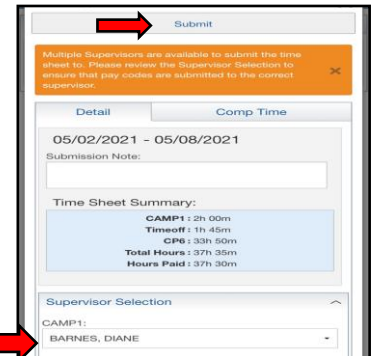 Submit
Multiple Supervisors are available to submit the time
sheet to. Please review the Supervisor Selection to
ensure that pay codes are submitted to the correct
supervisor.
Detail
Comp Time
05/02/2021 - 05/08/2021
Submission Note:
Time Sheet Summary:
CAMP1: 2h 00m
Timeoff: 1h 45m
CP6: 33h 50m
Total Hours: 37h 35m
Hours Paid: 37h 30m
Supervisor Selection
CAMP1:
BARNES, DIANE